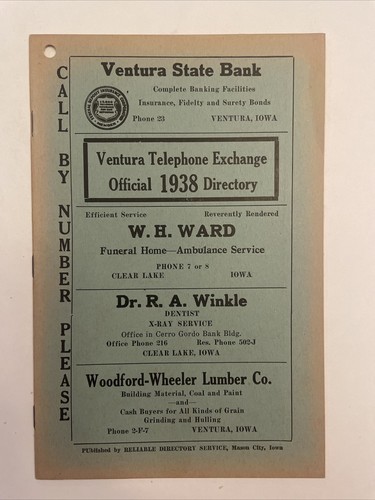 CALL BY NUMBER PLEASE
Ventura State Bank
Complete Banking Facilities
Insurance, Fidelty and Surety Bonds
Phone 23 VENTURA, IOWA
Ventura Telephone Exchange
Official 1938 Directory
Efficient Service Reverently Rendered
W. H. WARD
Funeral Home—Ambulance Service
PHONE 7 or 8
CLEAR LAKE IOWA
Dr. R. A. Winkle
DENTIST
X-RAY SERVICE
Office in Cerro Gordo Bank Bldg.
Office Phone 216 Res. Phone 502-J
CLEAR LAKE, IOWA
Woodford-Wheeler Lumber Co.
Building Material, Coal and Paint
—and—
Cash Buyers for All Kinds of Grain
Grinding and Hulling
Phone 2-F-7 VENTURA, IOWA
Published by RELIABLE DIRECTORY SERVICE, Mason City, Iowa